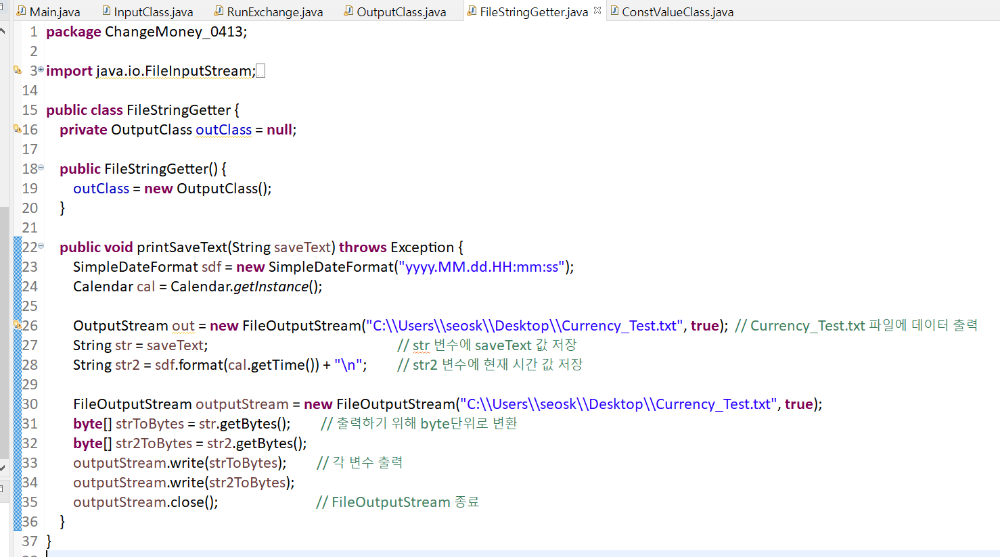 Main.java InputClass.java RunExchange.java OutputClass.java FileStringGetter.java ConstValueClass.java
1 package ChangeMoney_0413;
2
3 import java.io.FileInputStream;
14
15 public class FileStringGetter {
16 private OutputClass outClass = null;
17
18 public FileStringGetter() {
19 outClass = new OutputClass();
20 }
21
22 public void printSaveText(String saveText) throws Exception {
23 SimpleDateFormat sdf = new SimpleDateFormat("yyyy.MM.dd.HH:mm:ss");
24 Calendar cal = Calendar.getInstance();
25
26 OutputStream out = new FileOutputStream("C:\\Users\\seosk\\Desktop\\Currency_Test.txt", true); // Currency_Test.txt 파일에 데이터 출력
27 String str = saveText; // str 변수에 saveText 값 저장
28 String str2 = sdf.format(cal.getTime()) + "\n"; // str2 변수에 현재 시간 값 저장
29
30 FileOutputStream outputStream = new FileOutputStream("C:\\Users\\seosk\\Desktop\\Currency_Test.txt", true);
31 byte[] strToBytes = str.getBytes(); // 출력하기 위해 byte단위로 변환
32 byte[] str2ToBytes = str2.getBytes();
33 outputStream.write(strToBytes); // 각 변수 출력
34 outputStream.write(str2ToBytes);
35 outputStream.close(); // FileOutputStream 종료
36 }
37 }